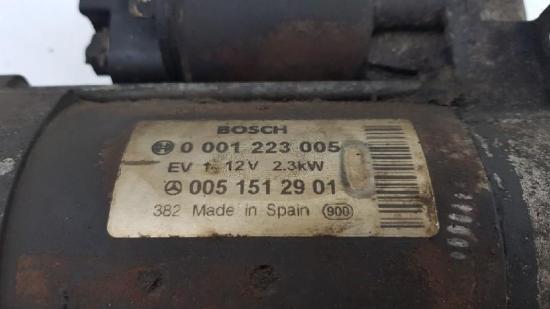 BOSCH
0 001 223 005
EV 1 12V 2.3kW
005 151 29 01
382 Made in Spain 900